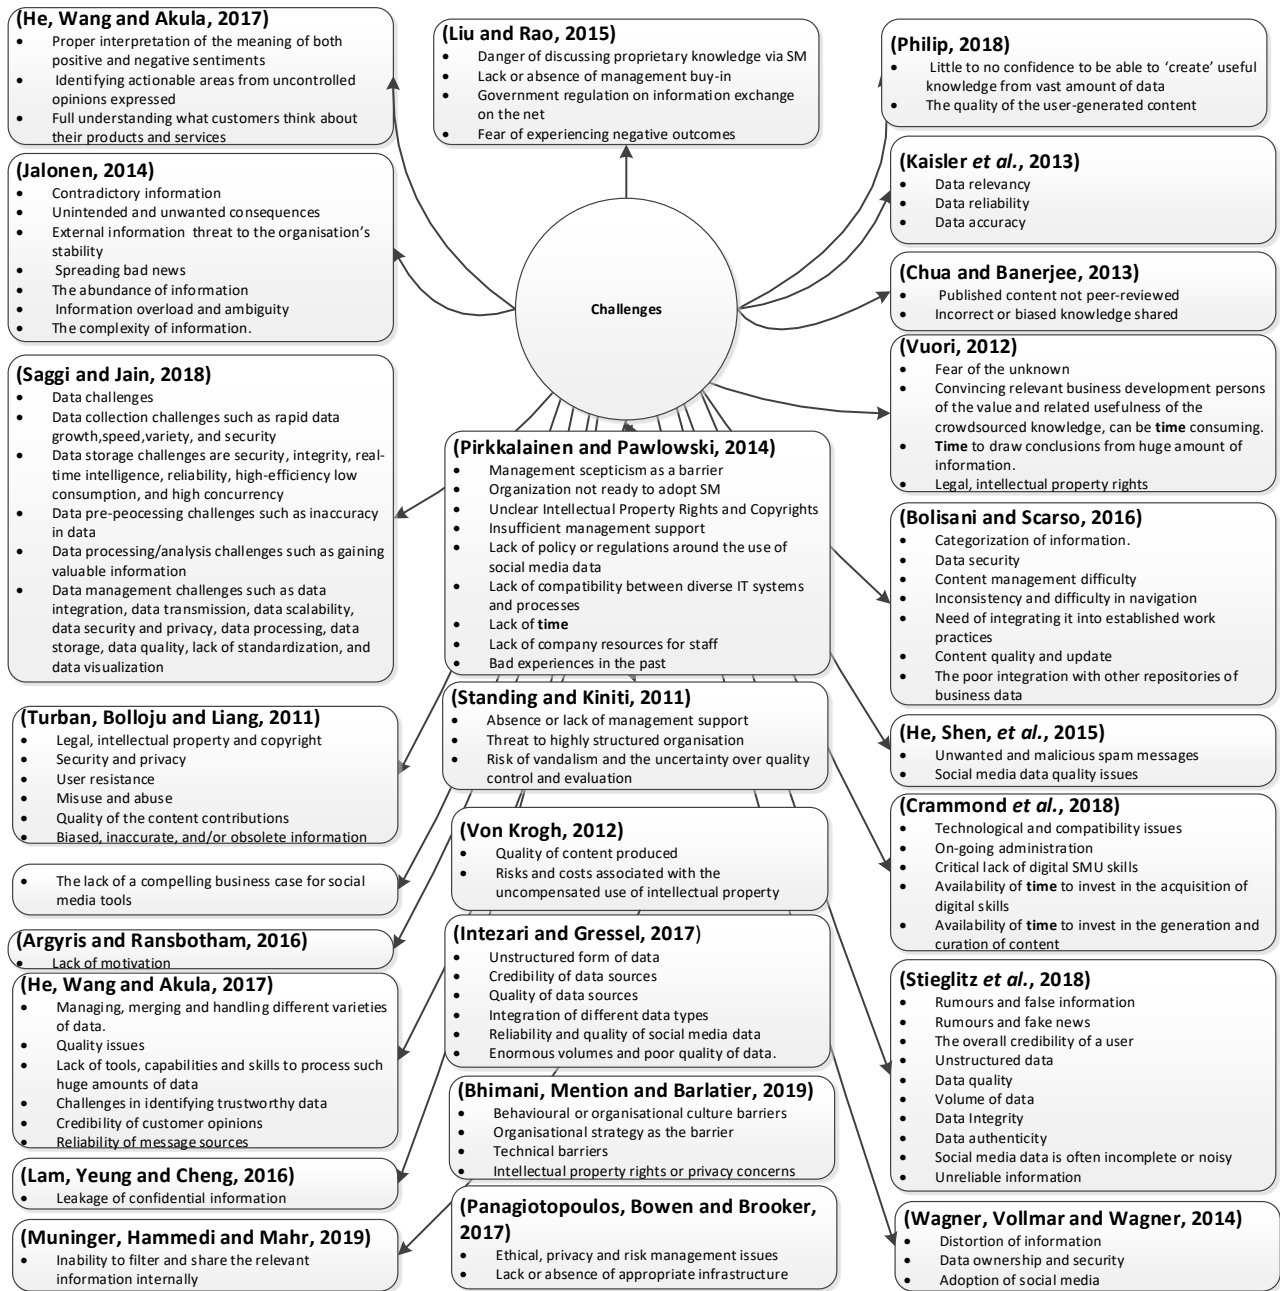 (He, Wang and Akula, 2017)
• Proper interpretation of the meaning of both
positive and negative sentiments
• Identifying actionable areas from uncontrolled
opinions expressed
• Full understanding what customers think about
their products and services
(Jalonen, 2014)
• Contradictory information
• Unintended and unwanted consequences
• External information threat to the organisation's
stability
• Spreading bad news
• The abundance of information
• Information overload and ambiguity
• The complexity of information.
(Saggi and Jain, 2018)
• Data challenges
• Data collection challenges such as rapid data
growth,speed,variety, and security
• Data storage challenges are security, integrity, real-
time intelligence, reliability, high-efficiency low
consumption, and high concurrency
• Data pre-peocessing challenges such as inaccuracy
in data
• Data processing/analysis challenges such as gaining
valuable information
• Data management challenges such as data
integration, data transmission, data scalability,
data security and privacy, data processing, data
storage, data quality, lack of standardization, and
data visualization
(Turban, Bolloju and Liang, 2011)
• Legal, intellectual property and copyright
• Security and privacy
• User resistance
• Misuse and abuse
• Quality of the content contributions
• Biased, inaccurate, and/or obsolete information
• The lack of a compelling business case for social
media tools
(Argyris and Ransbotham, 2016)
• Lack of motivation
(He, Wang and Akula, 2017)
• Managing, merging and handling different varieties
of data.
• Quality issues
• Lack of tools, capabilities and skills to process such
huge amounts of data
• Challenges in identifying trustworthy data
• Credibility of customer opinions
• Reliability of message sources
(Lam, Yeung and Cheng, 2016)
• Leakage of confidential information
(Muninger, Hammedi and Mahr, 2019)
• Inability to filter and share the relevant
information internally
(Liu and Rao, 2015)
• Danger of discussing proprietary knowledge via SM
• Lack or absence of management buy-in
• Government regulation on information exchange
on the net
• Fear of experiencing negative outcomes
Challenges
(Pirkkalainen and Pawlowski, 2014)
• Management scepticism as a barrier
• Organization not ready to adopt SM
• Unclear Intellectual Property Rights and Copyrights
• Insufficient management support
• Lack of policy or regulations around the use of
social media data
• Lack of compatibility between diverse IT systems
and processes
• Lack of time
• Lack of company resources for staff
• Bad experiences in the past
(Standing and Kiniti, 2011)
• Absence or lack of management support
• Threat to highly structured organisation
• Risk of vandalism and the uncertainty over quality
control and evaluation
(Von Krogh, 2012)
• Quality of content produced
• Risks and costs associated with the
uncompensated use of intellectual property
(Intezari and Gressel, 2017)
• Unstructured form of data
• Credibility of data sources
• Quality of data sources
• Integration of different data types
• Reliability and quality of social media data
• Enormous volumes and poor quality of data.
(Bhimani, Mention and Barlatier, 2019)
• Behavioural or organisational culture barriers
• Organisational strategy as the barrier
• Technical barriers
• Intellectual property rights or privacy concerns
(Panagiotopoulos, Bowen and Brooker,
2017)
• Ethical, privacy and risk management issues
• Lack or absence of appropriate infrastructure
(Philip, 2018)
• Little to no confidence to be able to 'create' useful
knowledge from vast amount of data
• The quality of the user-generated content
(Kaisler et al., 2013)
• Data relevancy
• Data reliability
• Data accuracy
(Chua and Banerjee, 2013)
• Published content not peer-reviewed
• Incorrect or biased knowledge shared
(Vuori, 2012)
• Fear of the unknown
• Convincing relevant business development persons
of the value and related usefulness of the
crowdsourced knowledge, can be time consuming.
• Time to draw conclusions from huge amount of
information.
• Legal, intellectual property rights
(Bolisani and Scarso, 2016)
• Categorization of information.
• Data security
• Content management difficulty
• Inconsistency and difficulty in navigation
• Need of integrating it into established work
practices
• Content quality and update
• The poor integration with other repositories of
business data
(He, Shen, et al., 2015)
• Unwanted and malicious spam messages
• Social media data quality issues
(Crammond et al., 2018)
• Technological and compatibility issues
• On-going administration
• Critical lack of digital SMU skills
• Availability of time to invest in the acquisition of
digital skills
• Availability of time to invest in the generation and
curation of content
(Stieglitz et al., 2018)
• Rumours and false information
• Rumours and fake news
• The overall credibility of a user
• Unstructured data
• Data quality
• Volume of data
• Data Integrity
• Data authenticity
• Social media data is often incomplete or noisy
• Unreliable information
(Wagner, Vollmar and Wagner, 2014)
• Distortion of information
• Data ownership and security
• Adoption of social media